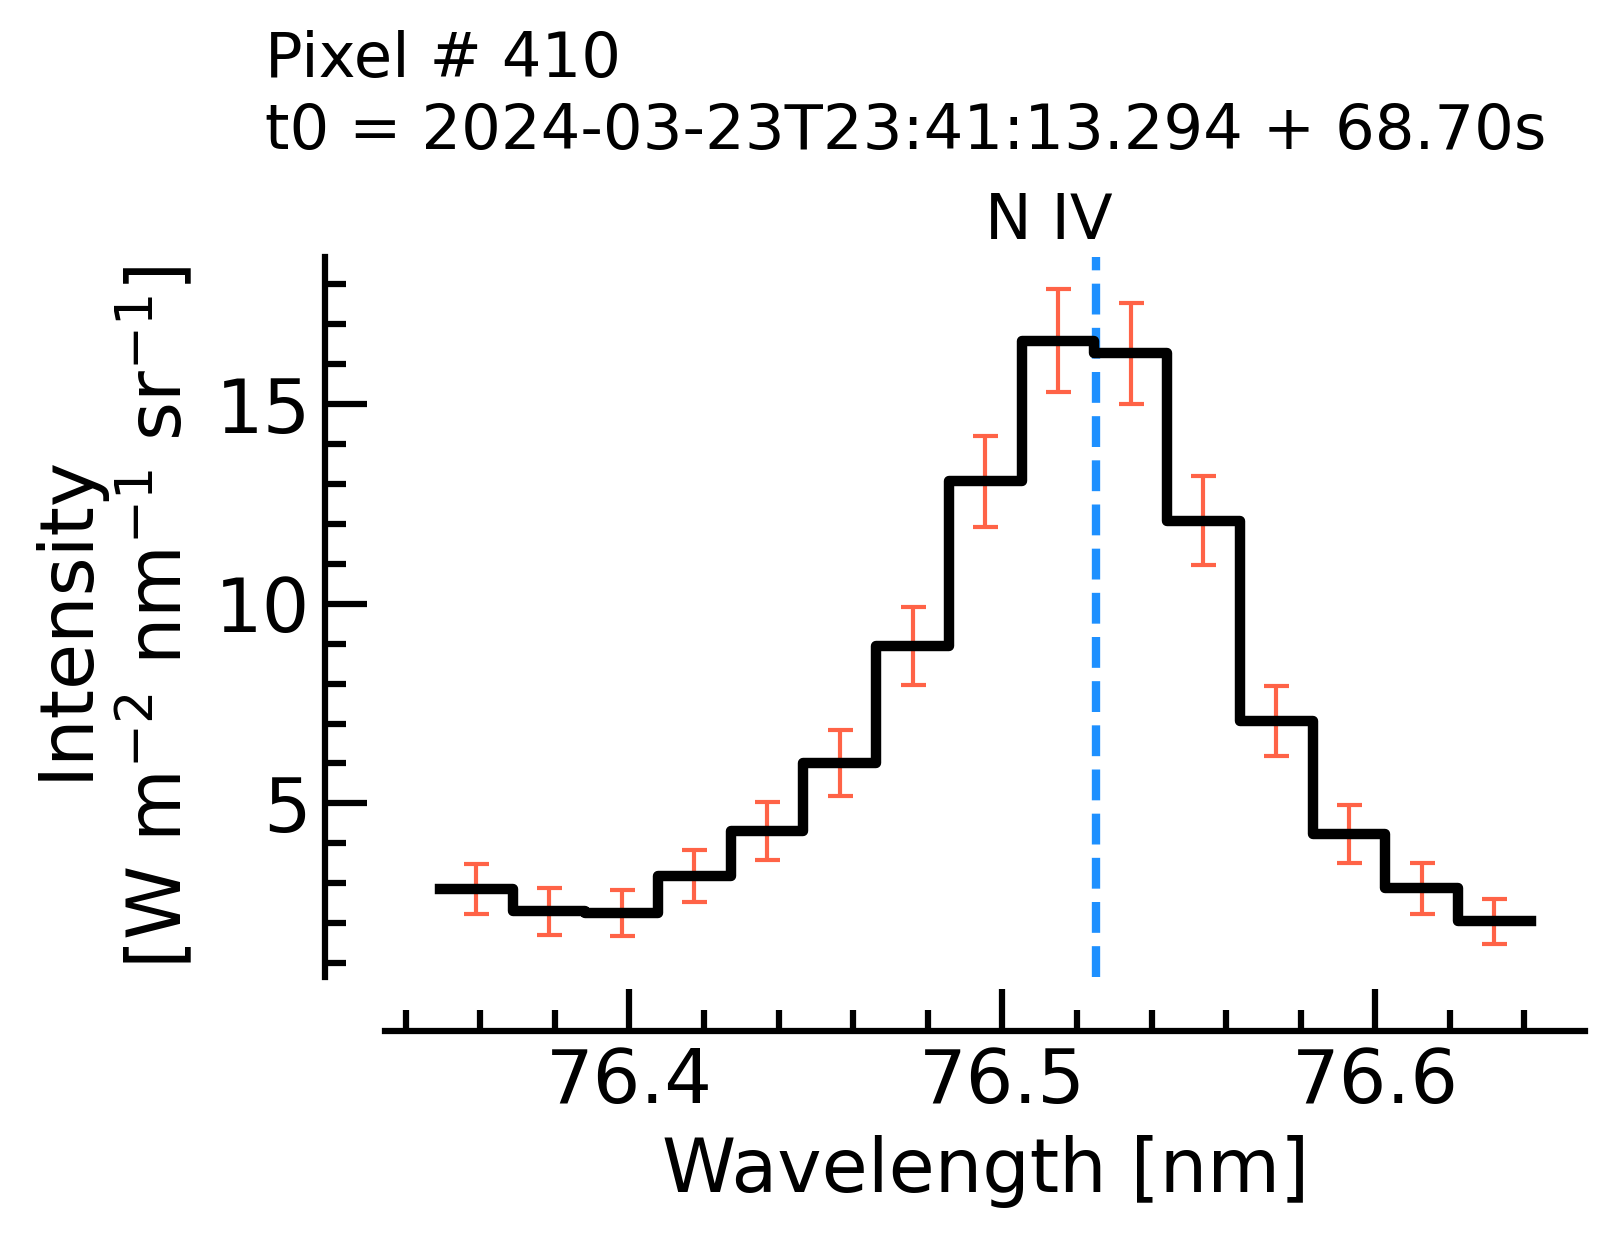 Pixel # 410
t0 = 2024-03-23T23:41:13.294 + 68.70s
N IV
Intensity
[W m⁻² nm⁻¹ sr⁻¹]
15
10
5
76.4 76.5 76.6
Wavelength [nm]